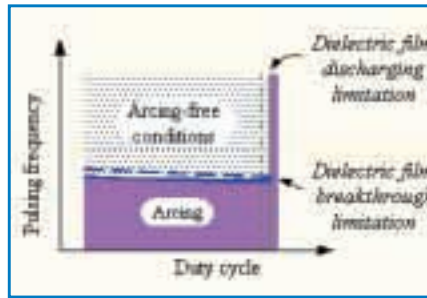 Dielectric film
discharging
limitation
Arcing-free
conditions
Pulsing frequency
Dielectric film
breakthrough
limitation
Arcing
Duty cycle